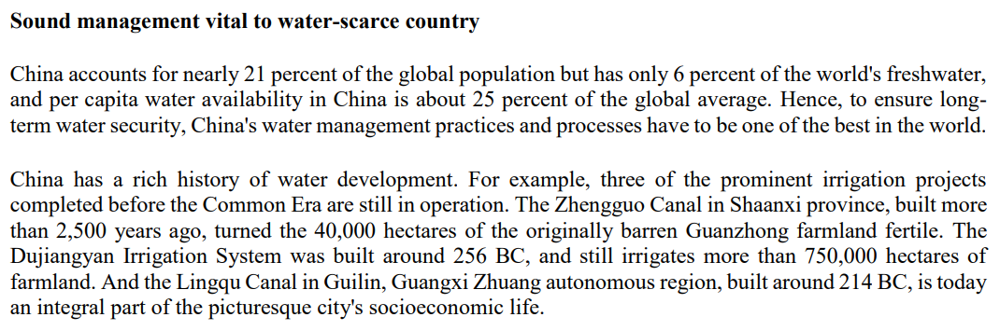 Sound management vital to water-scarce country
China accounts for nearly 21 percent of the global population but has only 6 percent of the world's freshwater,
and per capita water availability in China is about 25 percent of the global average. Hence, to ensure long-
term water security, China's water management practices and processes have to be one of the best in the world.
China has a rich history of water development. For example, three of the prominent irrigation projects
completed before the Common Era are still in operation. The Zhengguo Canal in Shaanxi province, built more
than 2,500 years ago, turned the 40,000 hectares of the originally barren Guanzhong farmland fertile. The
Dujiangyan Irrigation System was built around 256 BC, and still irrigates more than 750,000 hectares of
farmland. And the Lingqu Canal in Guilin, Guangxi Zhuang autonomous region, built around 214 BC, is today
an integral part of the picturesque city's socioeconomic life.